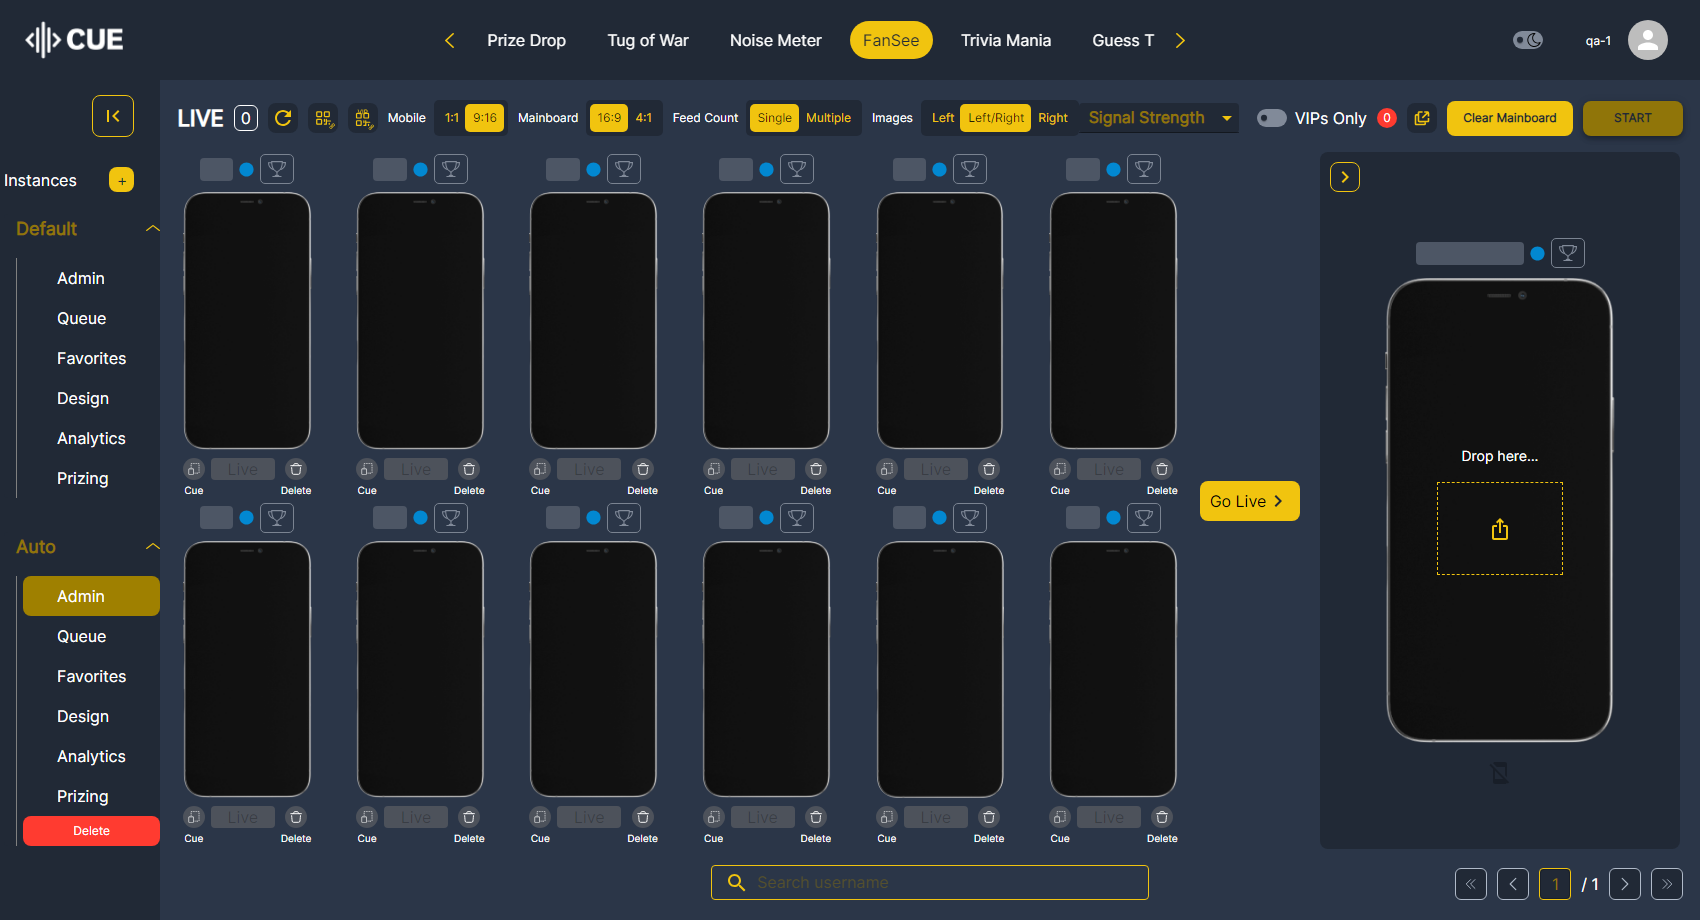 CUE
Prize Drop
Tug of War
Noise Meter
FanSee
Trivia Mania
Guess T
qa-1
LIVE 0
Mobile 1:1 9:16
Mainboard 16:9 4:1
Feed Count Single Multiple
Images Left Left/Right Right
Signal Strength
VIPs Only 0
Clear Mainboard
START
Instances +
Default
Admin
Queue
Favorites
Design
Analytics
Prizing
Auto
Admin
Queue
Favorites
Design
Analytics
Prizing
Delete
Live Live Live Live Live Live
Cue Delete Cue Delete Cue Delete Cue Delete Cue Delete Cue Delete
Live Live Live Live Live Live
Cue Delete Cue Delete Cue Delete Cue Delete Cue Delete Cue Delete
Go Live
Drop here...
Search username
1 / 1